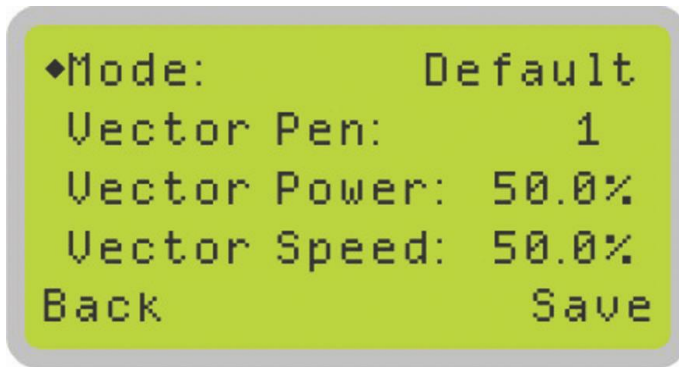 ◆Mode: Default
Vector Pen: 1
Vector Power: 50.0%
Vector Speed: 50.0%
Back Save